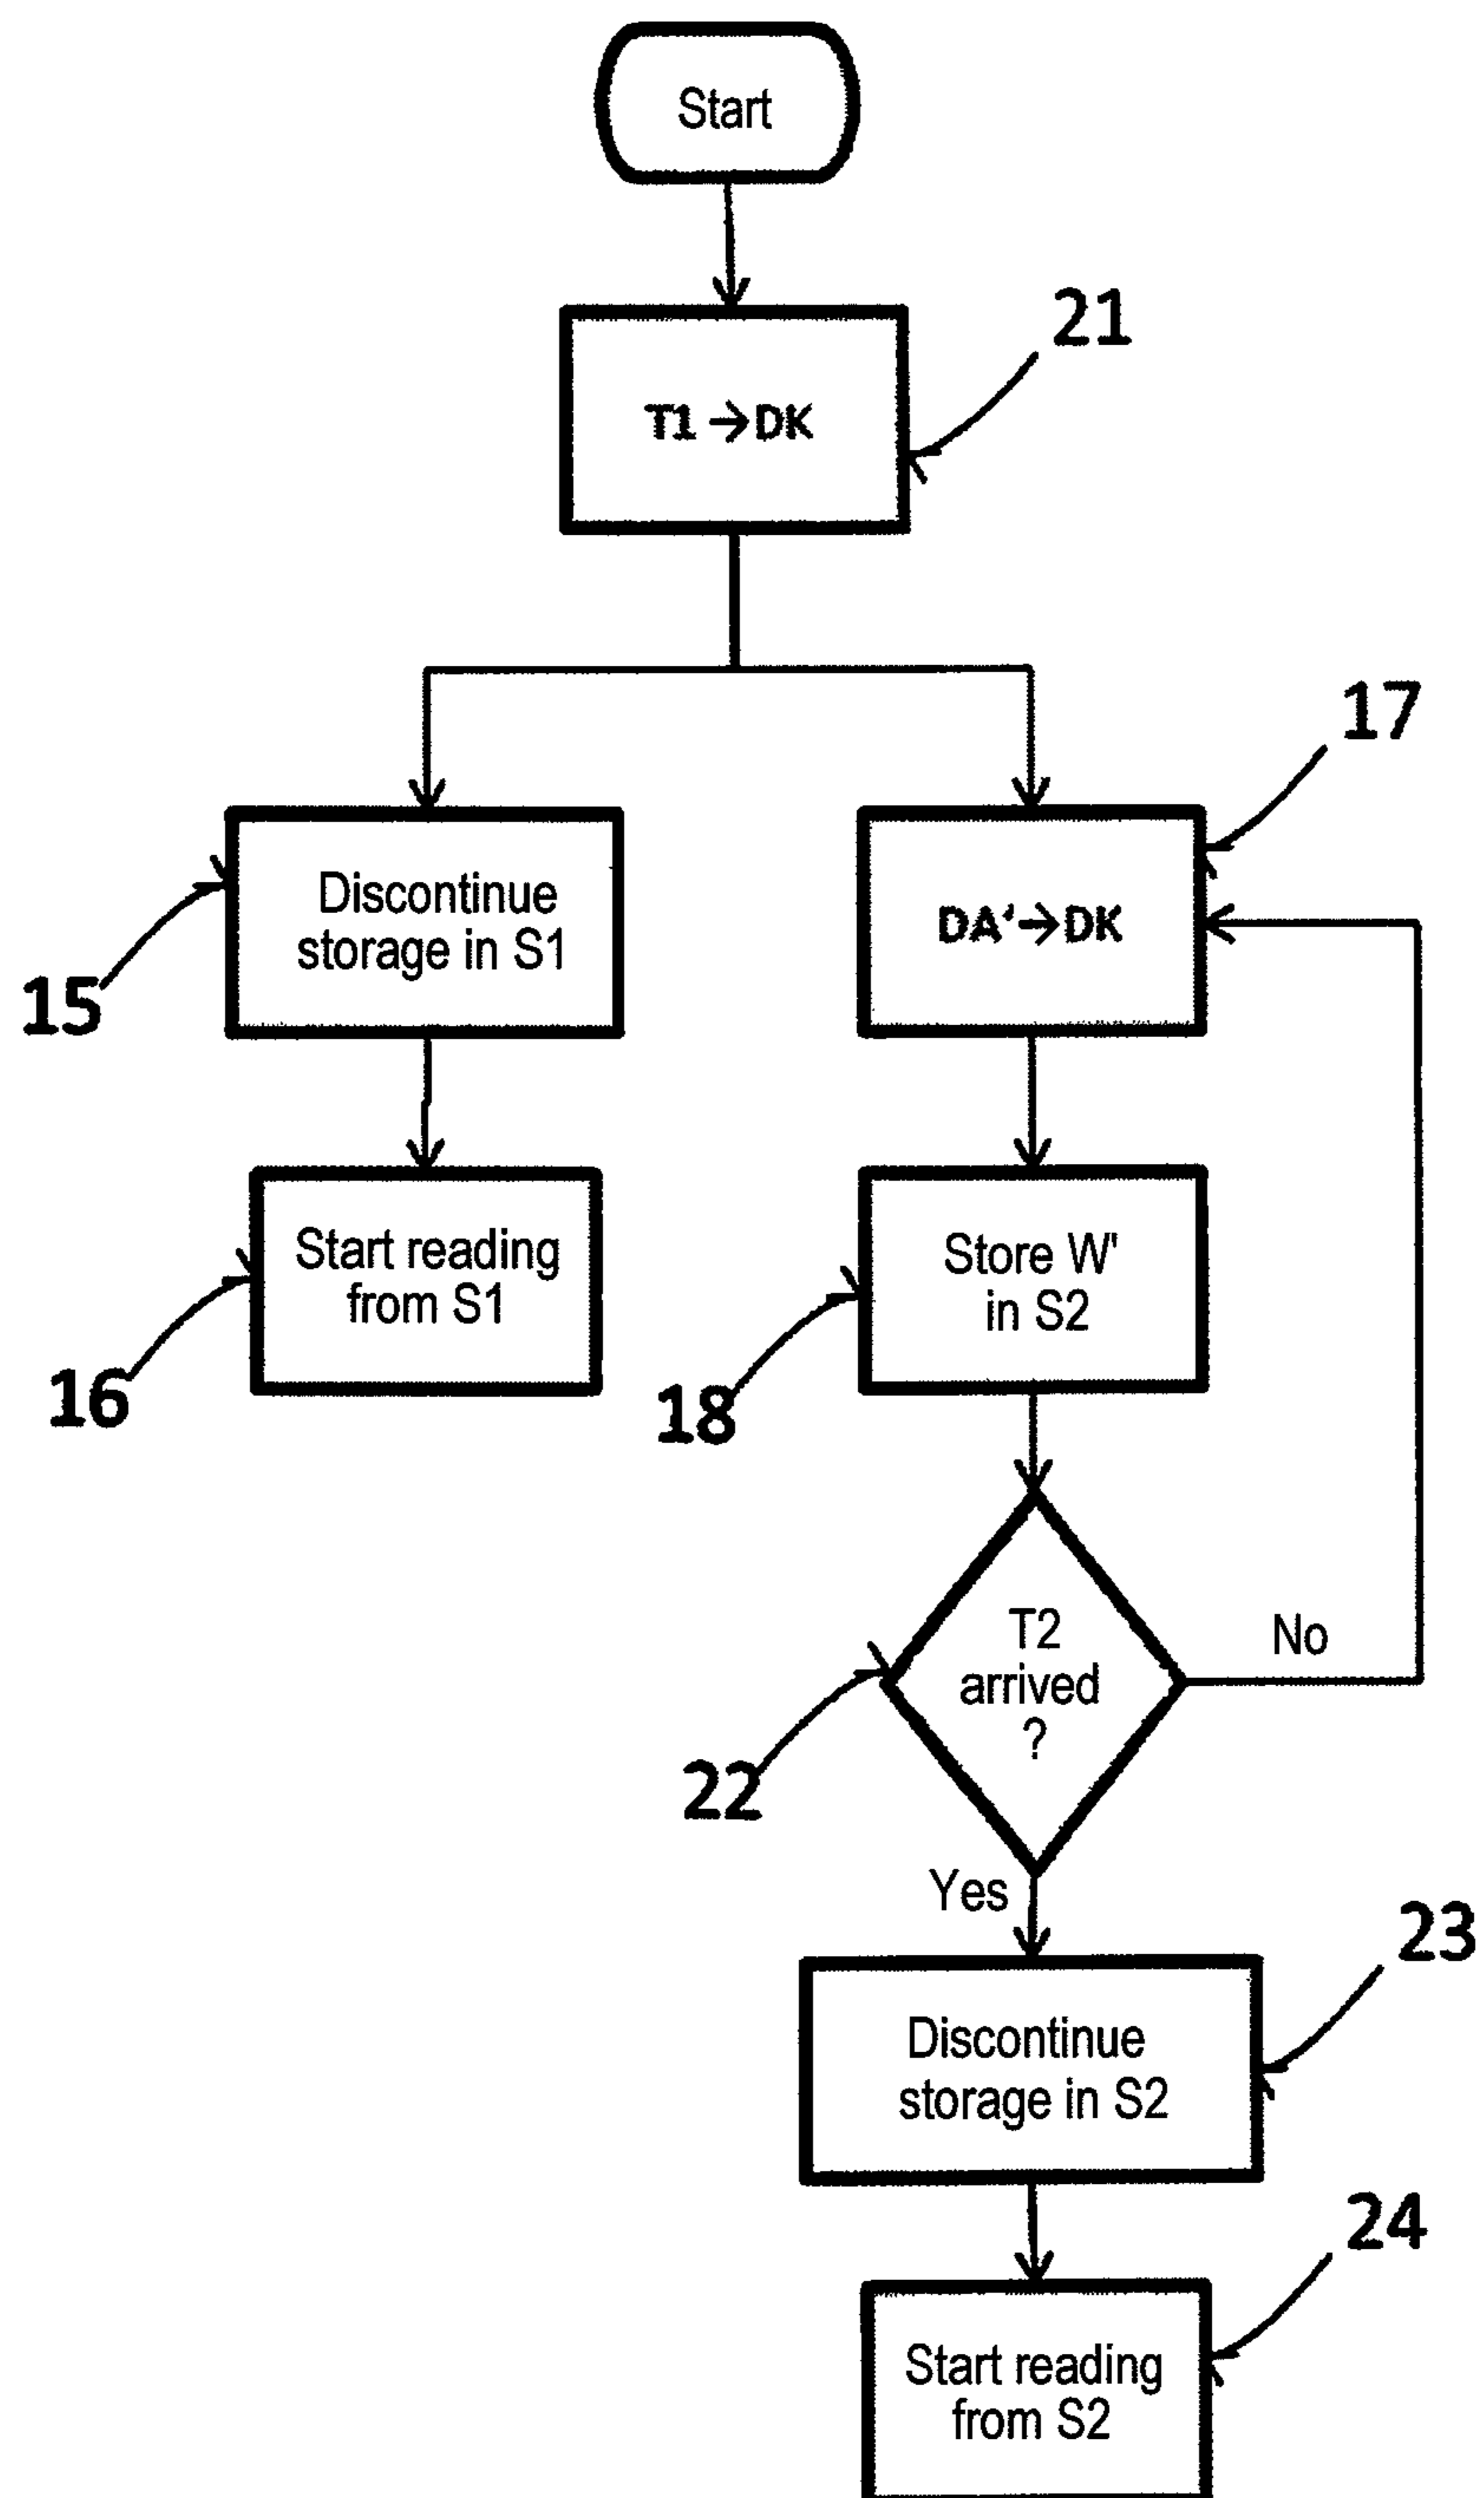 Start
21
T1→DK
17
Discontinue
storage in S1
DA'→DK
15
Start reading
from S1
Store W'
in S2
16
18
T2
arrived
?
No
22
Yes
23
Discontinue
storage in S2
24
Start reading
from S2